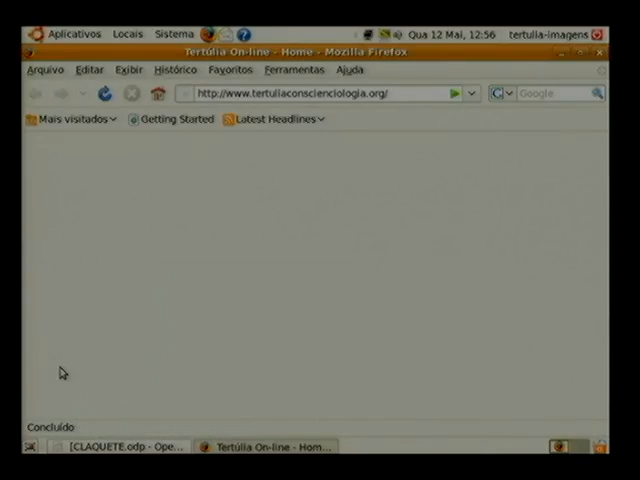 Aplicativos Locais Sistema Qua 12 Mai, 12:56 tertulia-imagens
Tertúlia On-line - Home - Mozilla Firefox
Arquivo Editar Exibir Histórico Favoritos Ferramentas Ajuda
http://www.tertuliaconscienciologia.org/ G Google
Mais visitados Getting Started Latest Headlines
Concluído
[CLAQUETE.odp - Ope... Tertúlia On-line - Hom...